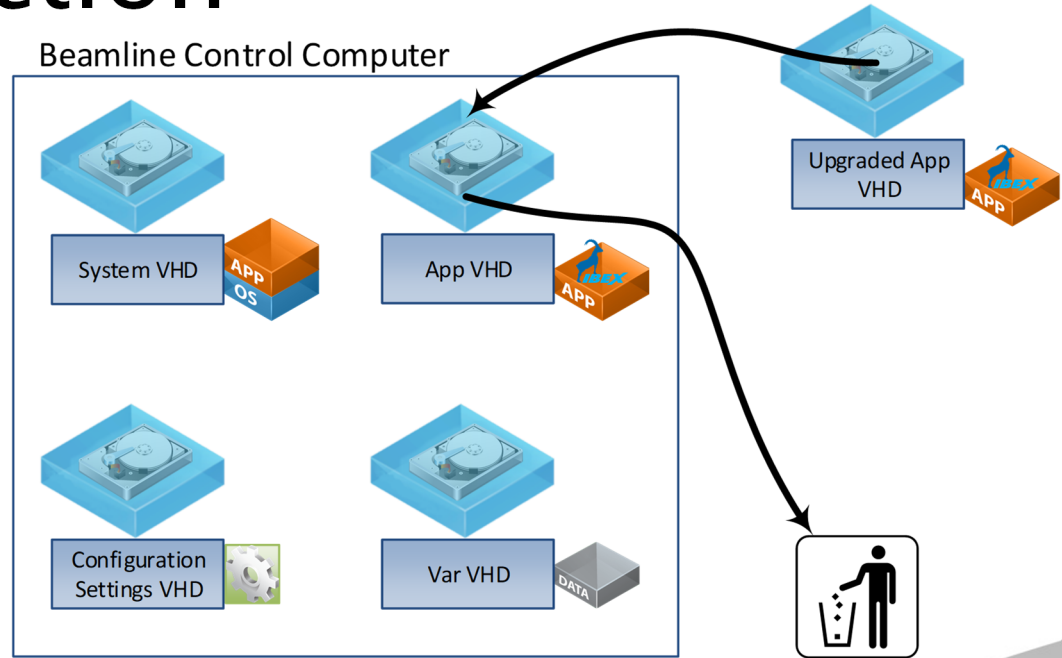 Beamline Control Computer
System VHD
APP
OS
App VHD
IBEX
APP
Upgraded App
VHD
IBEX
APP
Configuration
Settings VHD
Var VHD
DATA